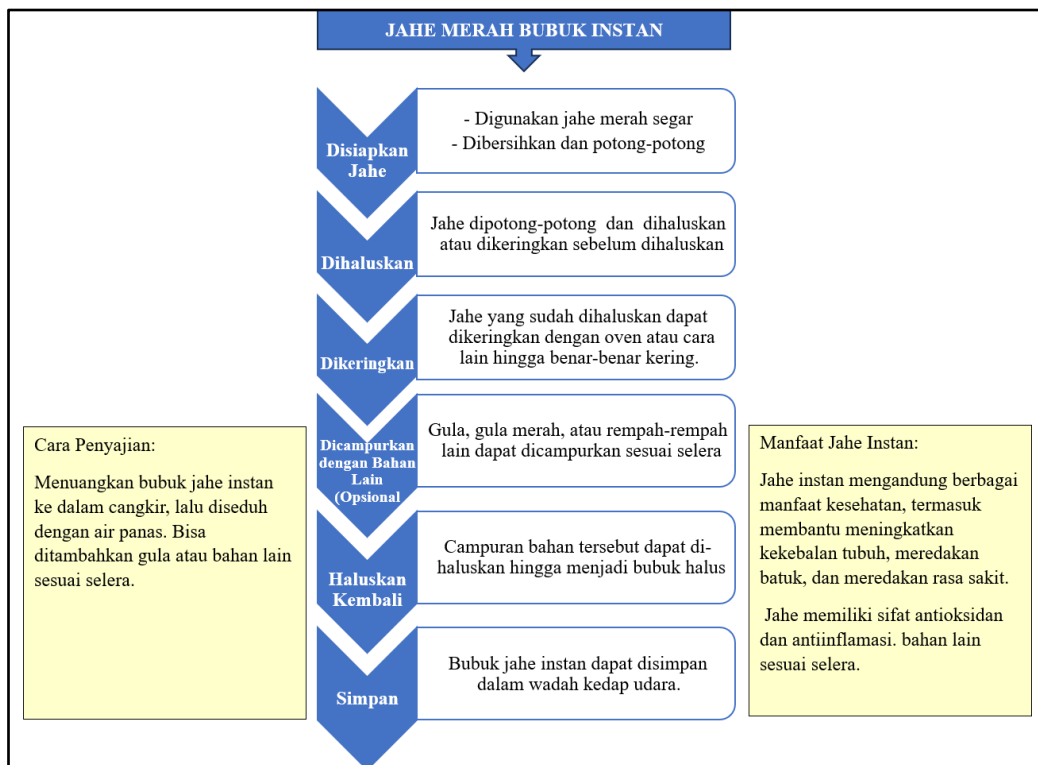 JAHE MERAH BUBUK INSTAN
Disiapkan
Jahe
- Digunakan jahe merah segar
- Dibersihkan dan potong-potong
Dihaluskan
Jahe dipotong-potong dan dihaluskan
atau dikeringkan sebelum dihaluskan
Dikeringkan
Jahe yang sudah dihaluskan dapat
dikeringkan dengan oven atau cara
lain hingga benar-benar kering.
Dicampurkan
dengan Bahan
Lain
(Opsional
Gula, gula merah, atau rempah-rempah
lain dapat dicampurkan sesuai selera
Haluskan
Kembali
Campuran bahan tersebut dapat di-
haluskan hingga menjadi bubuk halus
Simpan
Bubuk jahe instan dapat disimpan
dalam wadah kedap udara.
Cara Penyajian:
Menuangkan bubuk jahe instan
ke dalam cangkir, lalu diseduh
dengan air panas. Bisa
ditambahkan gula atau bahan lain
sesuai selera.
Manfaat Jahe Instan:
Jahe instan mengandung berbagai
manfaat kesehatan, termasuk
membantu meningkatkan
kekebalan tubuh, meredakan
batuk, dan meredakan rasa sakit.
Jahe memiliki sifat antioksidan
dan antiinflamasi. bahan lain
sesuai selera.